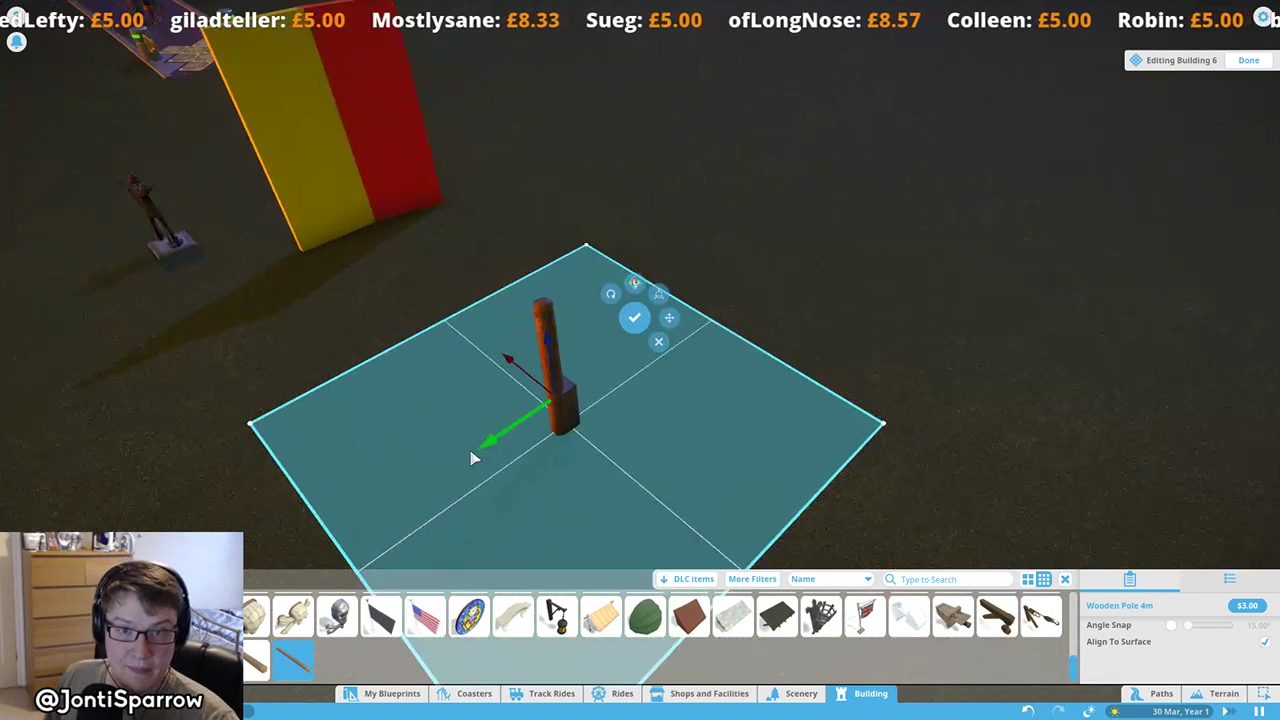 edLefty: £5.00 giladteller: £5.00 Mostlysane: £8.33 Sueg: £5.00 ofLongNose: £8.57 Colleen: £5.00 Robin: £5.00
Editing Building 6 Done
DLC items More Filters Name Type to Search
Wooden Pole 4m $3.00
Angle Snap 15.00°
Align To Surface
@JontiSparrow
My Blueprints Coasters Track Rides Rides Shops and Facilities Scenery Building Paths Terrain
30 Mar, Year 1